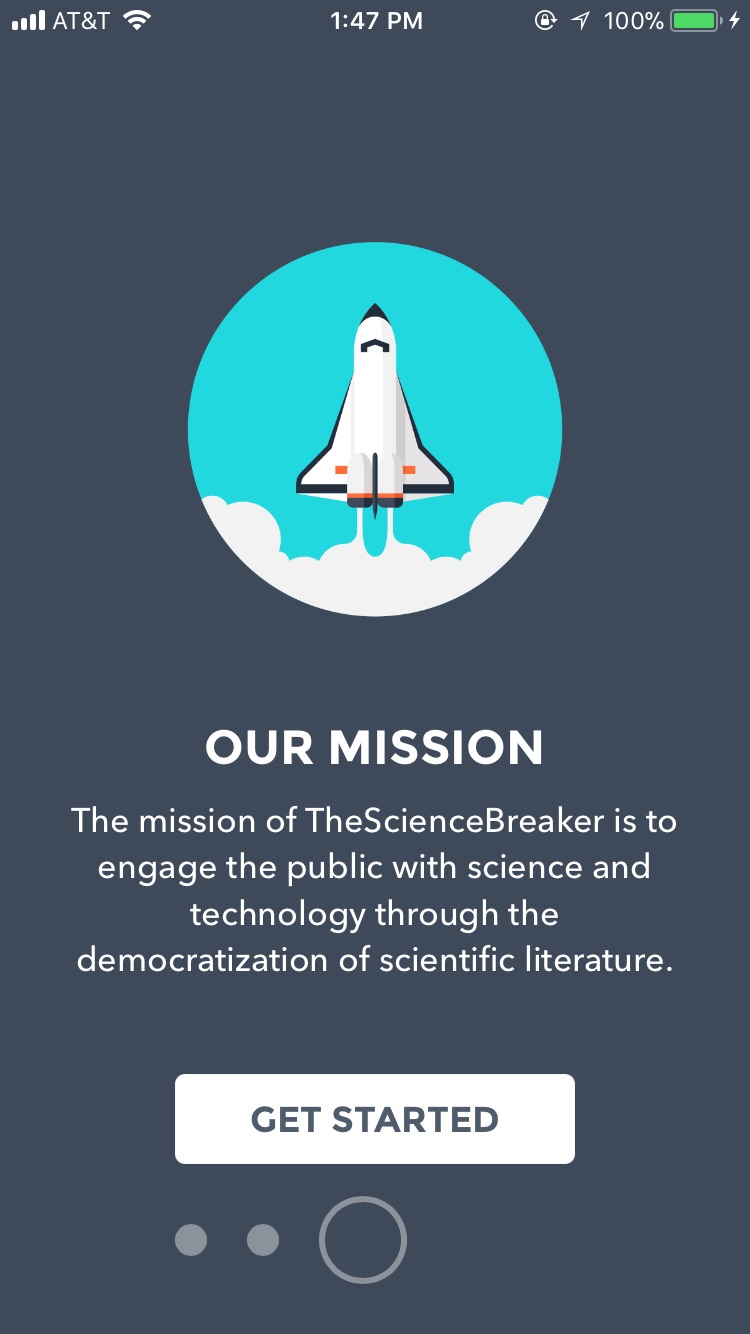 AT&T 1:47 PM 100%
OUR MISSION
The mission of TheScienceBreaker is to
engage the public with science and
technology through the
democratization of scientific literature.
GET STARTED